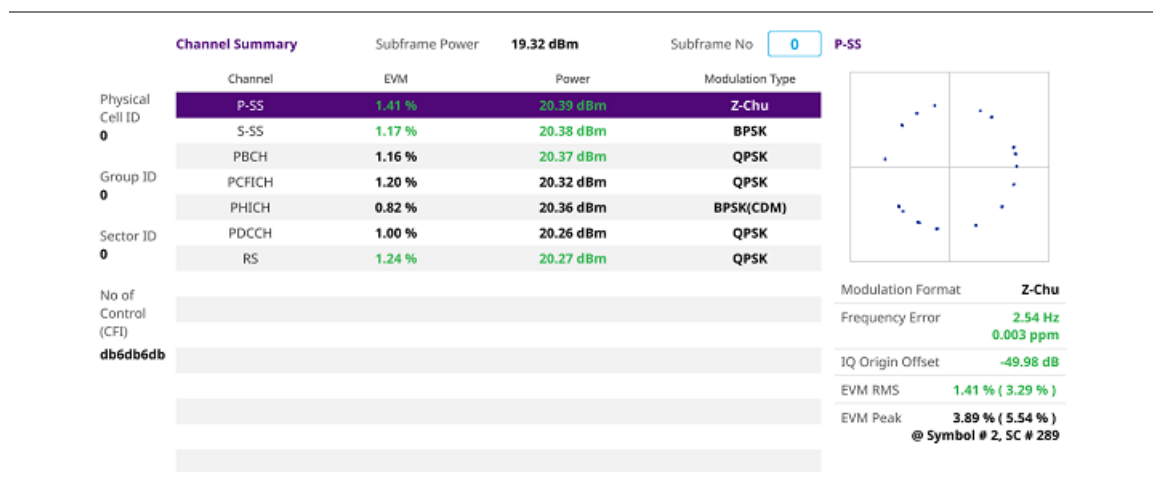 Channel Summary Subframe Power 19.32 dBm Subframe No 0 P-SS
Channel EVM Power Modulation Type
Physical
Cell ID
0
Group ID
0
Sector ID
0
No of
Control
(CFI)
db6db6db
P-SS 1.41 % 20.39 dBm Z-Chu
S-SS 1.17 % 20.38 dBm BPSK
PBCH 1.16 % 20.37 dBm QPSK
PCFICH 1.20 % 20.32 dBm QPSK
PHICH 0.82 % 20.36 dBm BPSK(CDM)
PDCCH 1.00 % 20.26 dBm QPSK
RS 1.24 % 20.27 dBm QPSK
Modulation Format Z-Chu
Frequency Error 2.54 Hz
0.003 ppm
IQ Origin Offset -49.98 dB
EVM RMS 1.41 % ( 3.29 % )
EVM Peak 3.89 % ( 5.54 % )
@ Symbol # 2, SC # 289